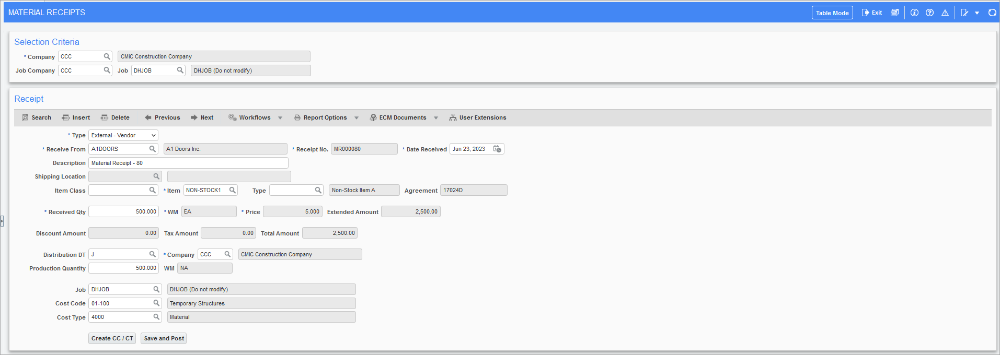 MATERIAL RECEIPTS Table Mode Exit
Selection Criteria
* Company CCC CMiC Construction Company
Job Company CCC Job DHJOB DHJOB (Do not modify)
Receipt
Search Insert Delete Previous Next Workflows Report Options ECM Documents User Extensions
* Type External - Vendor
* Receive From A1DOORS A1 Doors Inc. * Receipt No. MR000080 * Date Received Jun 23, 2023
Description Material Receipt - 80
Shipping Location
Item Class * Item NON-STOCK1 Type Non-Stock Item A Agreement 17024D
* Received Qty 500.000 * WM EA * Price 5.000 Extended Amount 2,500.00
Discount Amount 0.00 Tax Amount 0.00 Total Amount 2,500.00
Distribution DT J * Company CCC CMiC Construction Company
Production Quantity 500.000 WM NA
Job DHJOB DHJOB (Do not modify)
Cost Code 01-100 Temporary Structures
Cost Type 4000 Material
Create CC / CT Save and Post